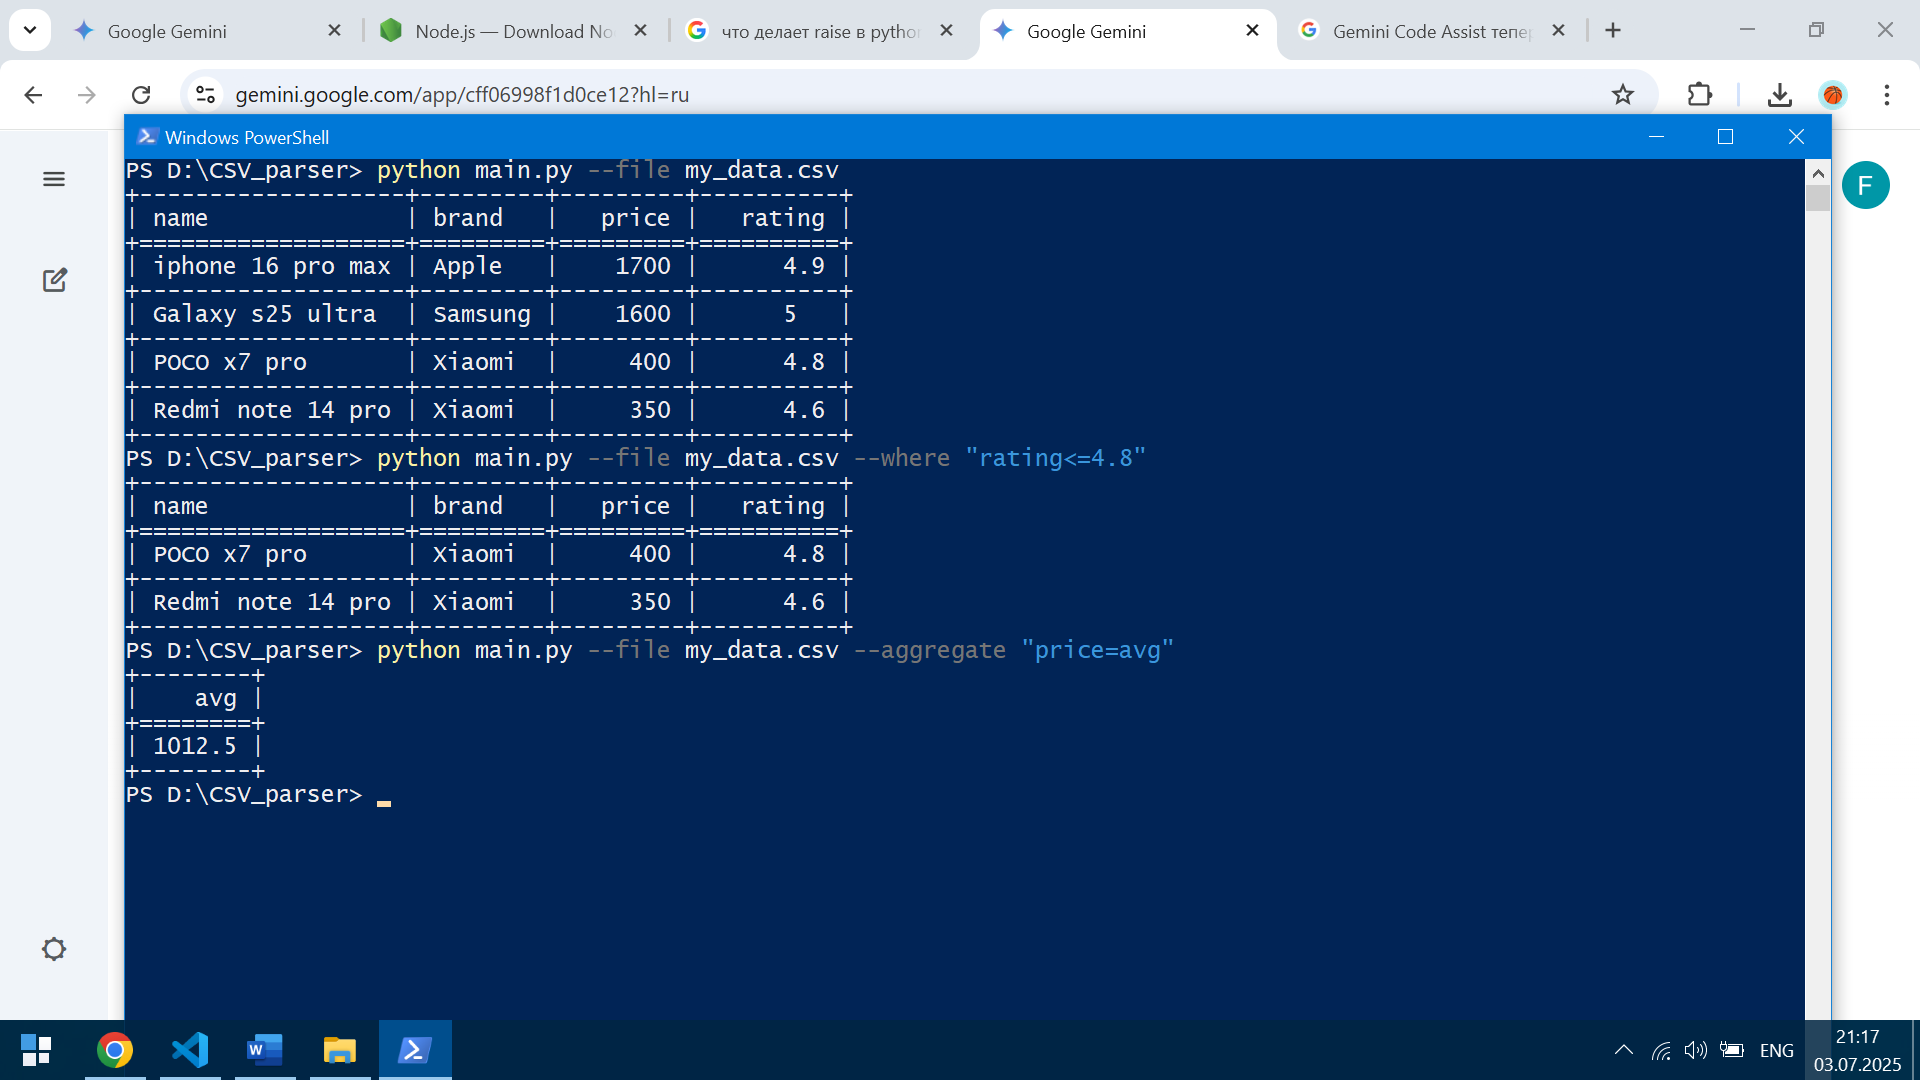 Google Gemini
Node.js — Download No
что делает raise в python
Google Gemini
Gemini Code Assist тепер
gemini.google.com/app/cff06998f1d0ce12?hl=ru
Windows PowerShell
F
PS D:\CSV_parser> python main.py --file my_data.csv
+-------------------+---------+---------+----------+
| name              | brand   |   price |   rating |
+===================+=========+=========+==========+
| iphone 16 pro max | Apple   |    1700 |      4.9 |
+-------------------+---------+---------+----------+
| Galaxy s25 ultra  | Samsung |    1600 |      5   |
+-------------------+---------+---------+----------+
| POCO x7 pro       | Xiaomi  |     400 |      4.8 |
+-------------------+---------+---------+----------+
| Redmi note 14 pro | Xiaomi  |     350 |      4.6 |
+-------------------+---------+---------+----------+
PS D:\CSV_parser> python main.py --file my_data.csv --where "rating<=4.8"
+-------------------+---------+---------+----------+
| name              | brand   |   price |   rating |
+===================+=========+=========+==========+
| POCO x7 pro       | Xiaomi  |     400 |      4.8 |
+-------------------+---------+---------+----------+
| Redmi note 14 pro | Xiaomi  |     350 |      4.6 |
+-------------------+---------+---------+----------+
PS D:\CSV_parser> python main.py --file my_data.csv --aggregate "price=avg"
+--------+
|    avg |
+========+
| 1012.5 |
+--------+
PS D:\CSV_parser>
ENG
21:17
03.07.2025